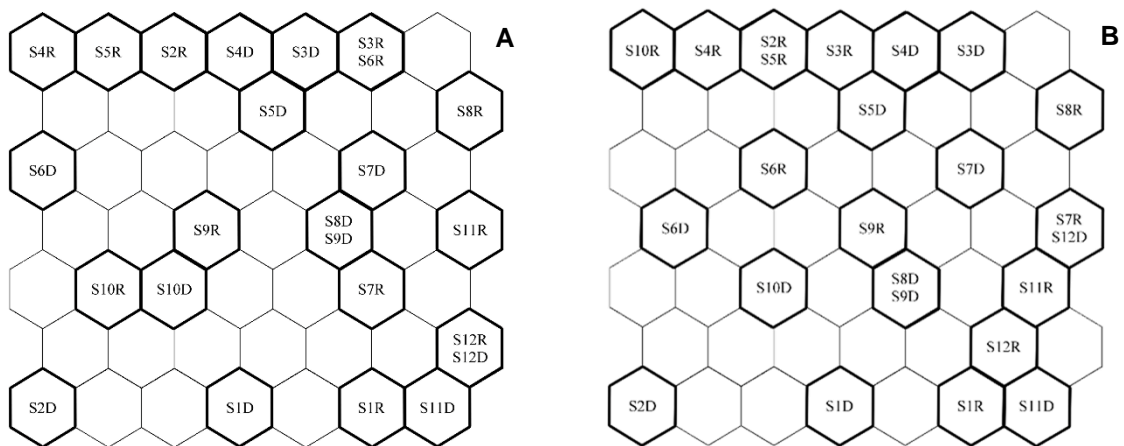 A
S4R S5R S2R S4D S3D S3R
S6R
S5D S8R
S6D S7D
S9R S8D
S9D S11R
S10R S10D S7R
S12R
S12D
S2D S1D S1R S11D
B
S10R S4R S2R
S5R S3R S4D S3D
S5D S8R
S6R S7D
S6D S9R S7R
S12D
S10D S8D
S9D S11R
S12R
S2D S1D S1R S11D